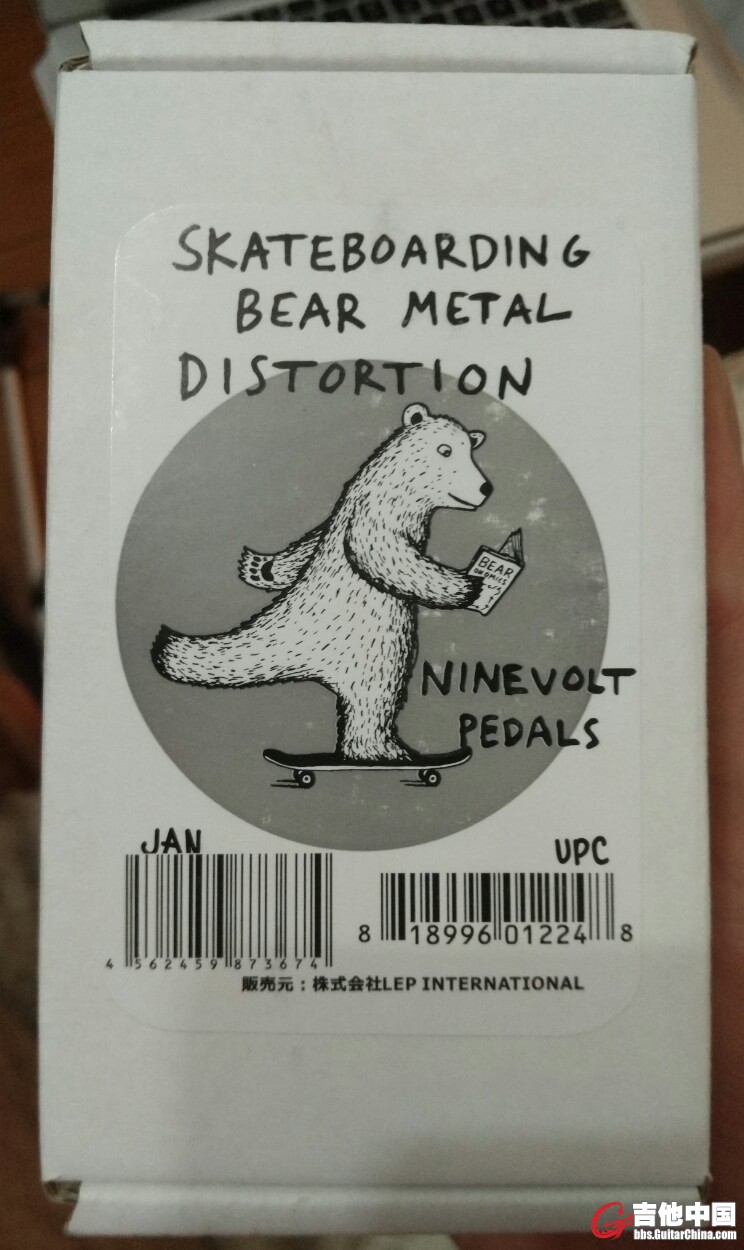 SKATEBOARDING
BEAR METAL
DISTORTION
BEAR
NINEVOLT
PEDALS
JAN
UPC
4 562459 873674
8 18996 01224 8
販売元：株式会社LEP INTERNATIONAL
吉他中国
bbs.GuitarChina.com